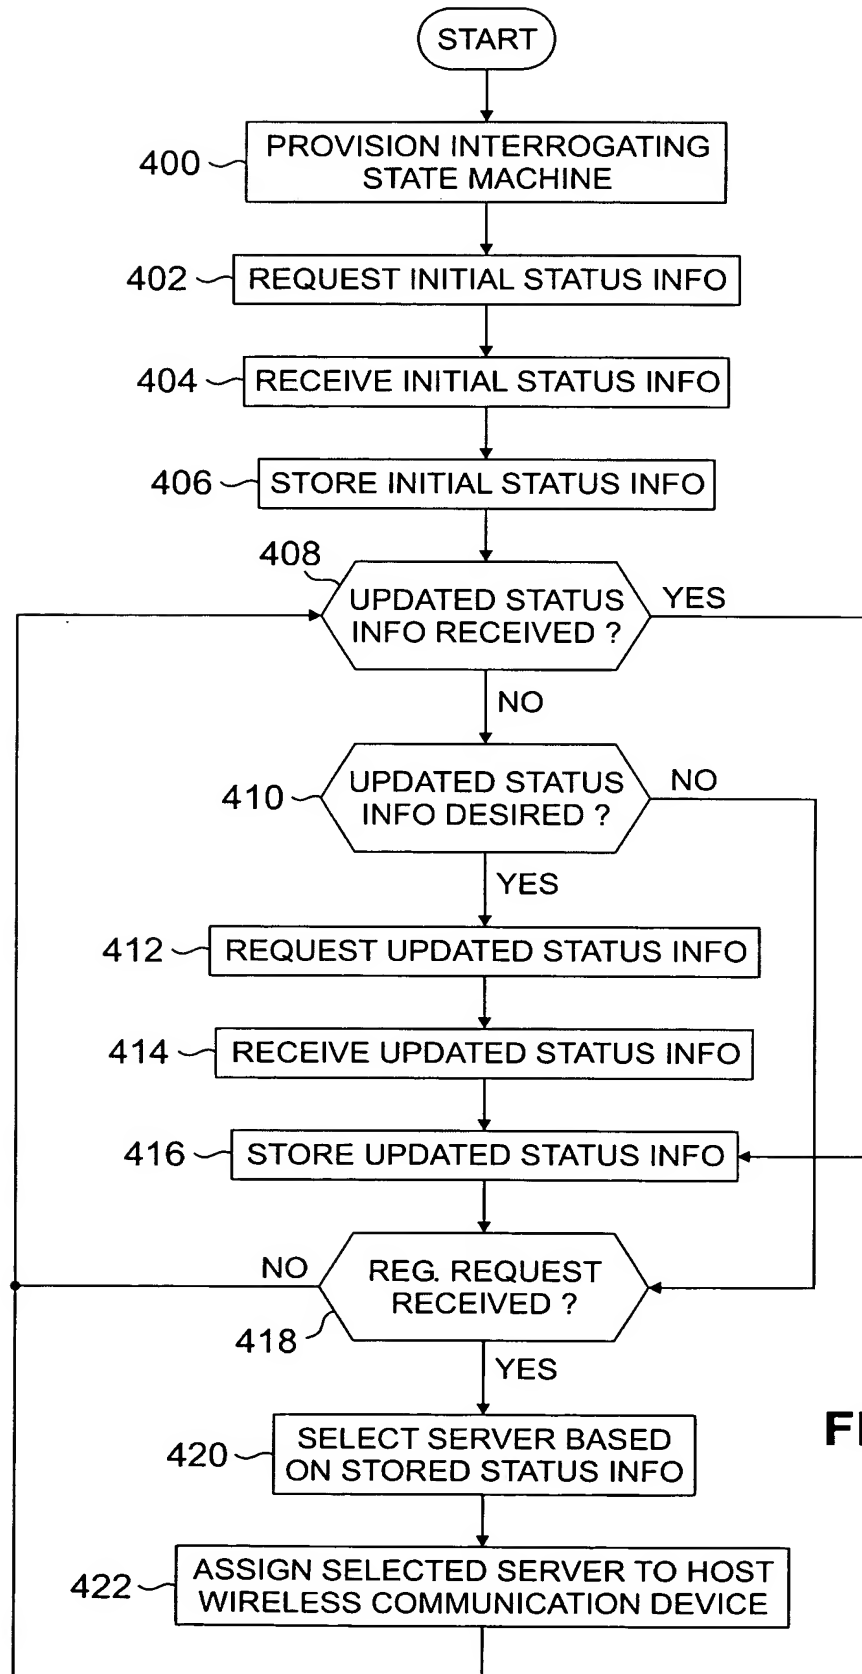 START
400
PROVISION INTERROGATING
STATE MACHINE
402
REQUEST INITIAL STATUS INFO
404
RECEIVE INITIAL STATUS INFO
406
STORE INITIAL STATUS INFO
408
UPDATED STATUS
INFO RECEIVED ?
YES
NO
410
UPDATED STATUS
INFO DESIRED ?
NO
YES
412
REQUEST UPDATED STATUS INFO
414
RECEIVE UPDATED STATUS INFO
416
STORE UPDATED STATUS INFO
NO
REG. REQUEST
RECEIVED ?
418
YES
420
SELECT SERVER BASED
ON STORED STATUS INFO
422
ASSIGN SELECTED SERVER TO HOST
WIRELESS COMMUNICATION DEVICE